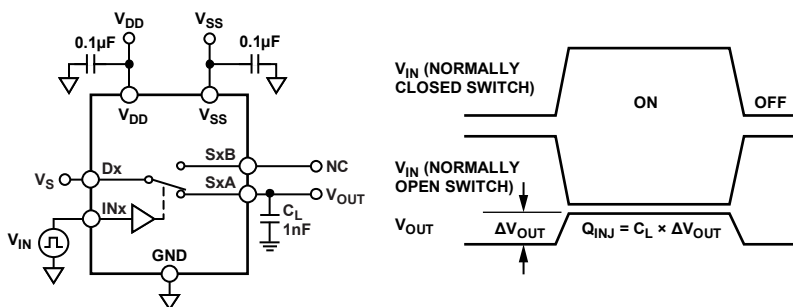 VDD
VSS
0.1µF
0.1µF
VDD
VSS
SxB
NC
VS
Dx
SxA
VOUT
INx
CL
1nF
VIN
GND
VIN (NORMALLY
CLOSED SWITCH)
ON
OFF
VIN (NORMALLY
OPEN SWITCH)
VOUT
ΔVOUT
QINJ = CL × ΔVOUT